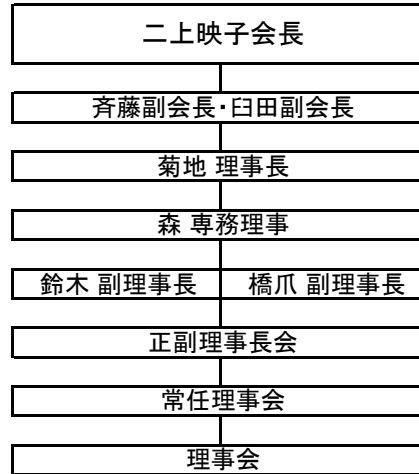 二上映子会長
斉藤副会長・臼田副会長
菊地 理事長
森 専務理事
鈴木 副理事長 橋爪 副理事長
正副理事長会
常任理事会
理事会